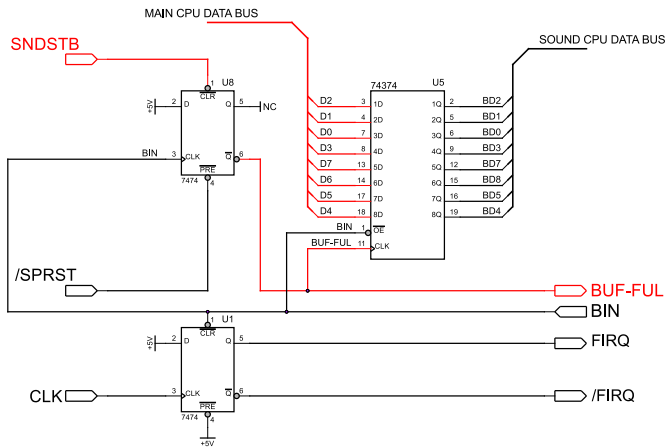 MAIN CPU DATA BUS
SOUND CPU DATA BUS
SNDSTB
1 U8
CLR
+5V 2 D Q 5 NC
BIN 3 CLK Q 6
PRE
7474 4
74374 U5
D2 3 1D 1Q 2 BD2
D1 4 2D 2Q 5 BD1
D0 7 3D 3Q 6 BD0
D3 8 4D 4Q 9 BD3
D7 13 5D 5Q 12 BD7
D6 14 6D 6Q 15 BD8
D5 17 7D 7Q 16 BD5
D4 18 8D 8Q 19 BD4
BIN 1 OE
BUF-FUL 11 CLK
/SPRST
BUF-FUL
BIN
1 U1
CLR
+5V 2 D Q 5 FIRQ
CLK 3 CLK Q 6 /FIRQ
PRE
7474 4
+5V